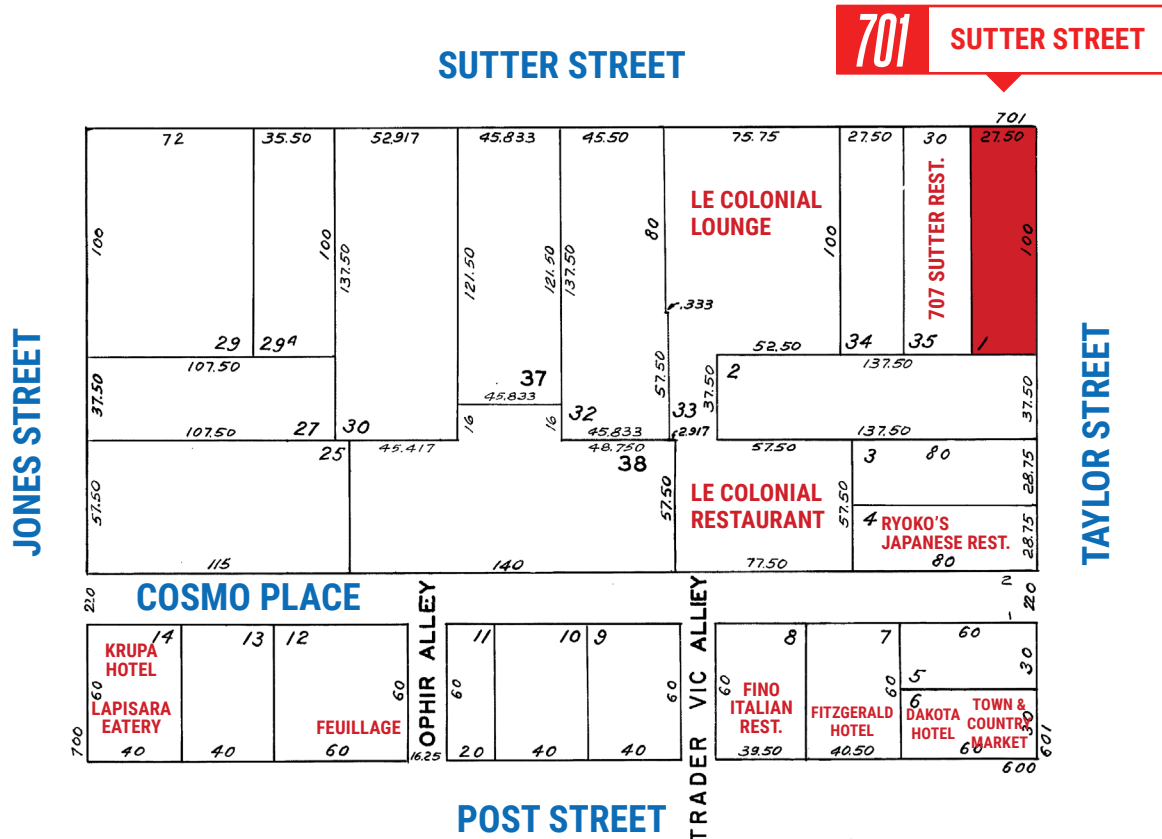 701 SUTTER STREET
SUTTER STREET
701
72 35.50 52.917 45.833 45.50 75.75 27.50 30 27.50
LE COLONIAL
LOUNGE
707 SUTTER REST.
100 100 137.50 121.50 121.50 137.50 80 100 100
.333
29 29A 34 35 1
107.50 52.50 137.50
37.50 37 57.50 37.50 2 37.50
45.833
107.50 27 30 16 16 32 45.833 33 2.917 137.50
25 45.417 48.750 57.50 3 80
38
28.75
57.50 57.50 57.50
LE COLONIAL
RESTAURANT
4 RYOKO'S
JAPANESE REST.
28.75
115 140 77.50 80
JONES STREET
TAYLOR STREET
COSMO PLACE
220 2 220
1
OPHIR ALLEY
TRADER VIC ALLIEY
14 13 12 11 10 9 8 7 60
KRUPA
HOTEL
30
5
60 60 60 60 60 60
LAPISARA
EATERY
FEUILLAGE
FINO
ITALIAN
REST.
FITZGERALD
HOTEL
6
DAKOTA
HOTEL
TOWN &
COUNTRY
MARKET
30
700 40 40 60 16.25 20 40 40 39.50 40.50 60 601
600
POST STREET